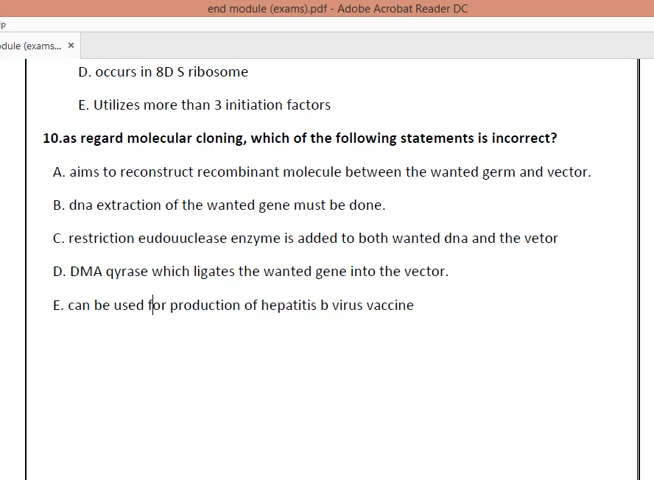 end module (exams).pdf - Adobe Acrobat Reader DC
lp
odule (exams... ×
D. occurs in 8D S ribosome
E. Utilizes more than 3 initiation factors
10.as regard molecular cloning, which of the following statements is incorrect?
A. aims to reconstruct recombinant molecule between the wanted germ and vector.
B. dna extraction of the wanted gene must be done.
C. restriction eudouuclease enzyme is added to both wanted dna and the vetor
D. DMA qyrase which ligates the wanted gene into the vector.
E. can be used for production of hepatitis b virus vaccine